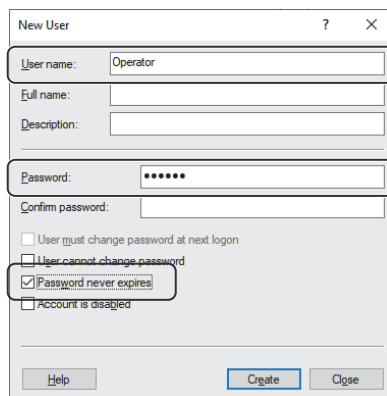 New User
?
User name: Operator
Full name:
Description:
Password: ••••••
Confirm password:
User must change password at next logon
User cannot change password
Password never expires
Account is disabled
Help Create Close